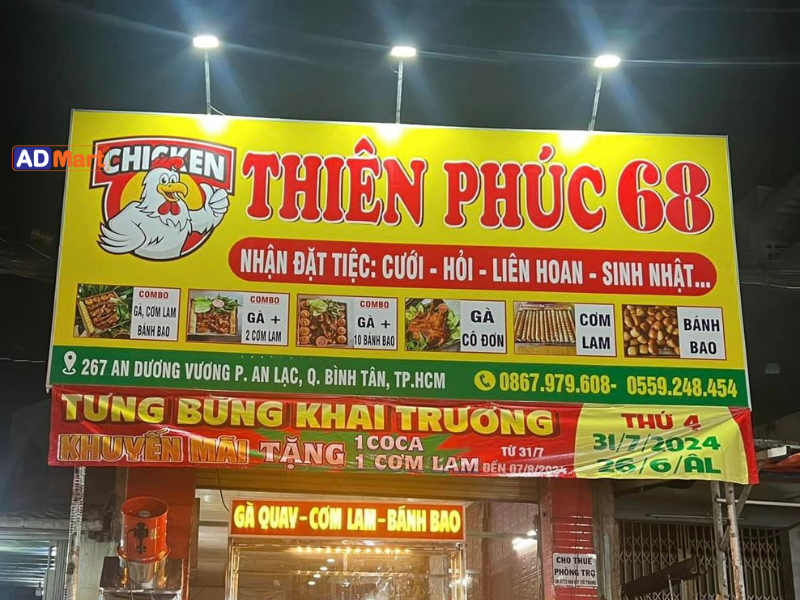 AD Mart
CHICKEN
THIÊN PHÚC 68
NHẬN ĐẶT TIỆC: CƯỚI - HỎI - LIÊN HOAN - SINH NHẬT...
COMBO
GÀ, CƠM LAM
BÁNH BAO
COMBO
GÀ +
2 CƠM LAM
COMBO
GÀ +
10 BÁNH BAO
GÀ
CÔ ĐƠN
CƠM
LAM
BÁNH
BAO
267 AN DƯƠNG VƯƠNG P. AN LẠC, Q. BÌNH TÂN, TP.HCM
0867.979.608- 0559.248.454
TƯNG BỪNG KHAI TRƯƠNG
KHUYẾN MÃI TẶNG
1 COCA
1 CƠM LAM
TỪ 31/7
ĐẾN 07/8/
THỨ 4
31/7/2024
26/6/ÂL
GÀ QUAY-CƠM LAM-BÁNH BAO
CHO THUÊ
PHÒNG TRỌ